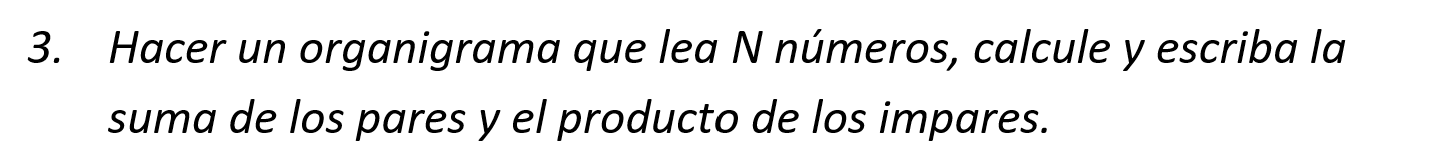 3. Hacer un organigrama que lea N números, calcule y escriba la
suma de los pares y el producto de los impares.